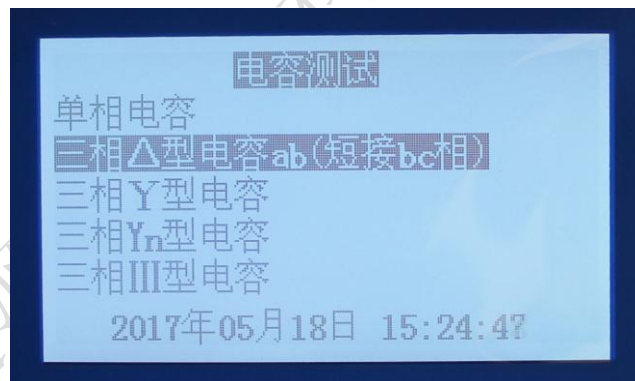 电容测试
单相电容
三相△型电容ab(短接bc相)
三相Y型电容
三相Yn型电容
三相III型电容
2017年05月18日 15:24:47